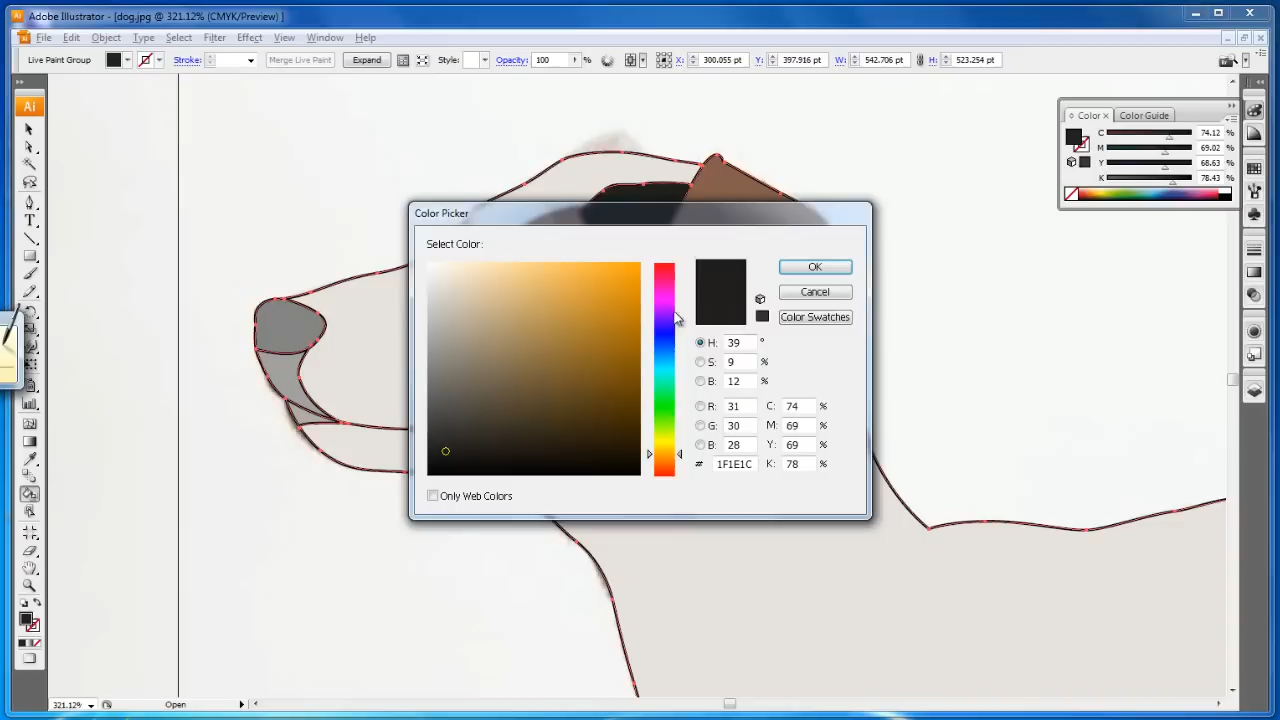 Adobe Illustrator - [dog.jpg @ 321.12% (CMYK/Preview) ]
File Edit Object Type Select Filter Effect View Window Help
Live Paint Group Stroke: Merge Live Paint Expand Style: Opacity: 100 % X: 300.055 pt Y: 397.916 pt W: 542.706 pt H: 523.254 pt
Ai
Color × Color Guide
C 74.12 %
M 69.02 %
Y 68.63 %
K 78.43 %
Color Picker
Select Color:
OK
Cancel
Color Swatches
H: 39 °
S: 9 %
B: 12 %
R: 31 C: 74 %
G: 30 M: 69 %
B: 28 Y: 69 %
# 1F1E1C K: 78 %
Only Web Colors
321.12% Open